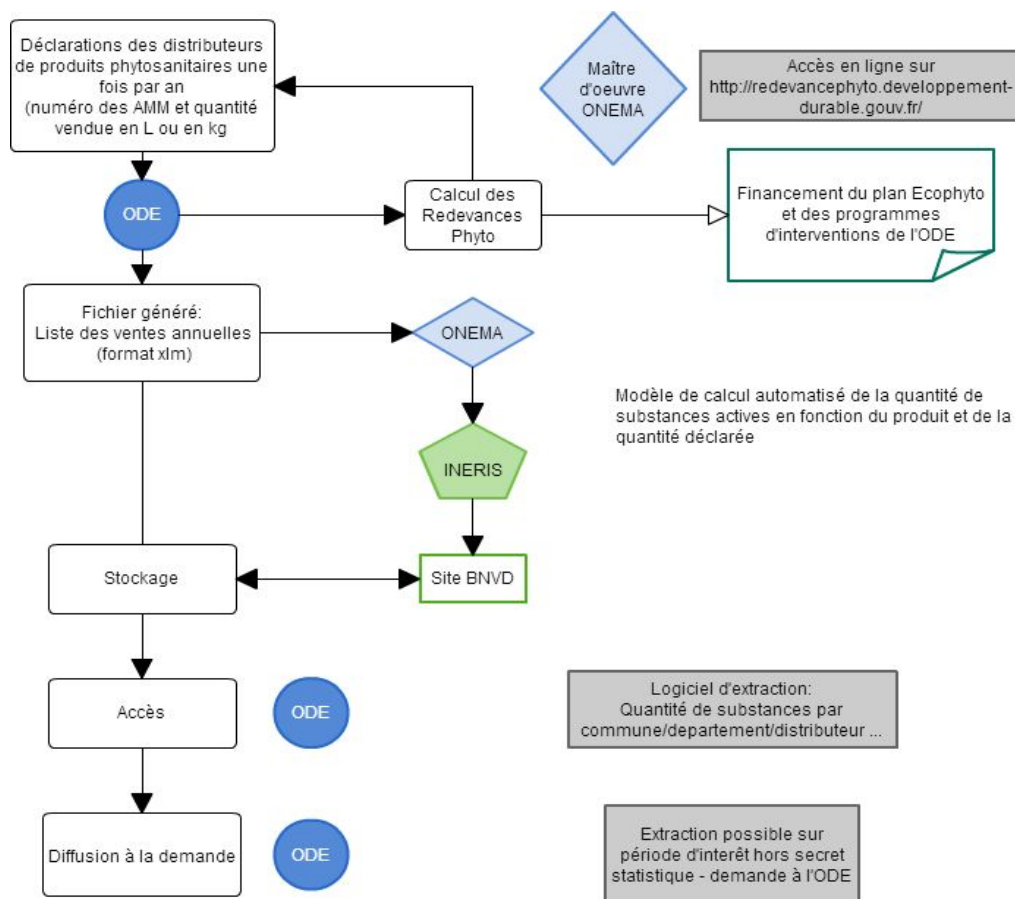 Déclarations des distributeurs
de produits phytosanitaires une
fois par an
(numéro des AMM et quantité
vendue en L ou en kg
Maître
d'oeuvre
ONEMA
Accès en ligne sur
http://redevancephyto.developpement-
durable.gouv.fr/
ODE
Calcul des
Redevances
Phyto
Financement du plan Ecophyto
et des programmes
d'interventions de l'ODE
Fichier généré:
Liste des ventes annuelles
(format xlm)
ONEMA
Modèle de calcul automatisé de la quantité de
substances actives en fonction du produit et de la
quantité déclarée
INERIS
Stockage
Site BNVD
Accès
ODE
Logiciel d'extraction:
Quantité de substances par
commune/departement/distributeur ...
Diffusion à la demande
ODE
Extraction possible sur
période d'interêt hors secret
statistique - demande à l'ODE